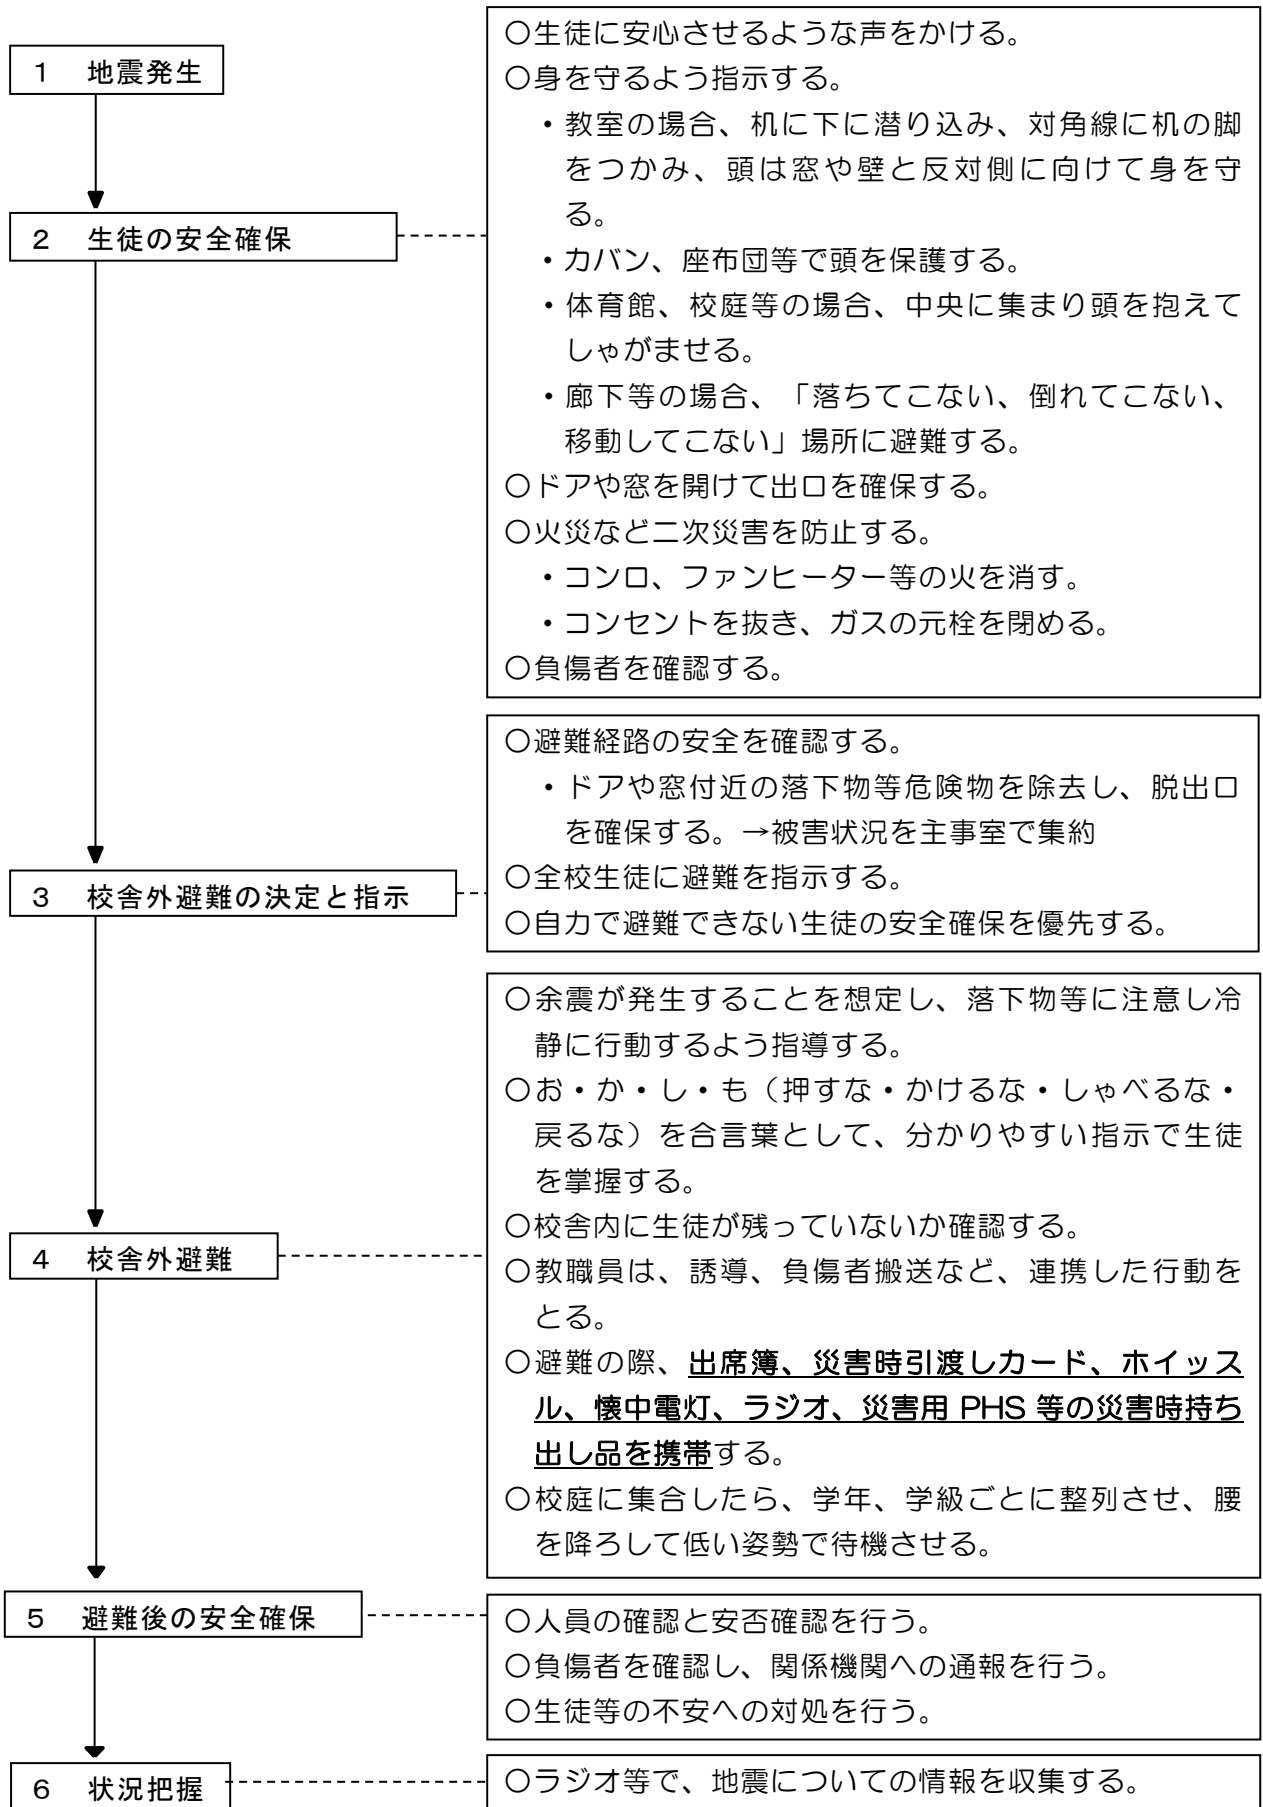 １　地震発生
○生徒に安心させるような声をかける。
○身を守るよう指示する。
・教室の場合、机に下に潜り込み、対角線に机の脚
をつかみ、頭は窓や壁と反対側に向けて身を守
る。
２　生徒の安全確保
・カバン、座布団等で頭を保護する。
・体育館、校庭等の場合、中央に集まり頭を抱えて
しゃがませる。
・廊下等の場合、「落ちてこない、倒れてこない、
移動してこない」場所に避難する。
○ドアや窓を開けて出口を確保する。
○火災など二次災害を防止する。
・コンロ、ファンヒーター等の火を消す。
・コンセントを抜き、ガスの元栓を閉める。
○負傷者を確認する。
３　校舎外避難の決定と指示
○避難経路の安全を確認する。
・ドアや窓付近の落下物等危険物を除去し、脱出口
を確保する。→被害状況を主事室で集約
○全校生徒に避難を指示する。
○自力で避難できない生徒の安全確保を優先する。
４　校舎外避難
○余震が発生することを想定し、落下物等に注意し冷
静に行動するよう指導する。
○お・か・し・も（押すな・かけるな・しゃべるな・
戻るな）を合言葉として、分かりやすい指示で生徒
を掌握する。
○校舎内に生徒が残っていないか確認する。
○教職員は、誘導、負傷者搬送など、連携した行動を
とる。
○避難の際、出席簿、災害時引渡しカード、ホイッス
ル、懐中電灯、ラジオ、災害用 PHS 等の災害時持ち
出し品を携帯する。
○校庭に集合したら、学年、学級ごとに整列させ、腰
を降ろして低い姿勢で待機させる。
５　避難後の安全確保
○人員の確認と安否確認を行う。
○負傷者を確認し、関係機関への通報を行う。
○生徒等の不安への対処を行う。
６　状況把握
○ラジオ等で、地震についての情報を収集する。